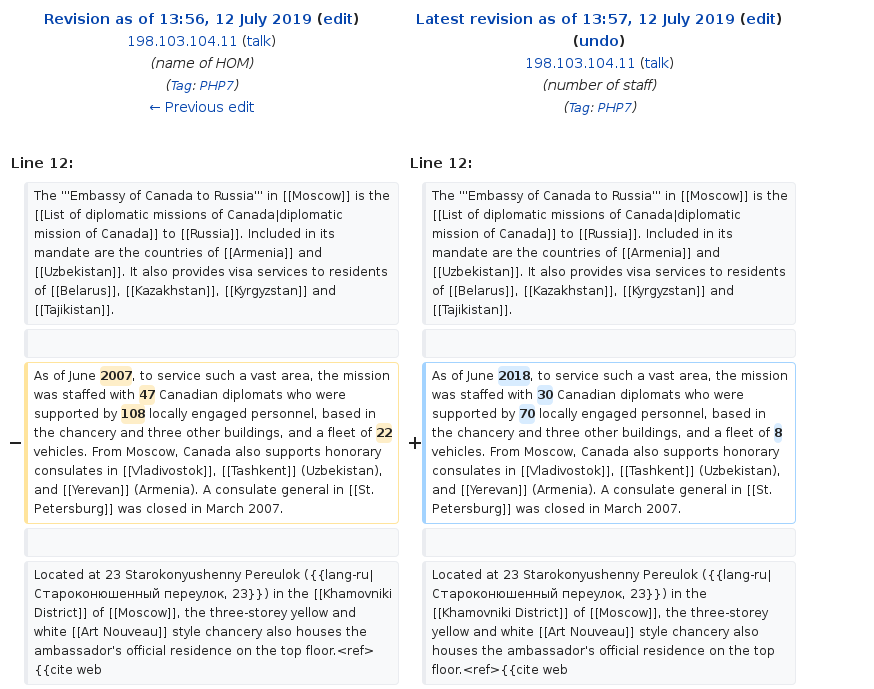 Revision as of 13:56, 12 July 2019 (edit)
198.103.104.11 (talk)
(name of HOM)
(Tag: PHP7)
← Previous edit
Latest revision as of 13:57, 12 July 2019 (edit)
(undo)
198.103.104.11 (talk)
(number of staff)
(Tag: PHP7)
Line 12:
The '''Embassy of Canada to Russia''' in [[Moscow]] is the
[[List of diplomatic missions of Canada|diplomatic
mission of Canada]] to [[Russia]]. Included in its
mandate are the countries of [[Armenia]] and
[[Uzbekistan]]. It also provides visa services to residents
of [[Belarus]], [[Kazakhstan]], [[Kyrgyzstan]] and
[[Tajikistan]].
− As of June 2007, to service such a vast area, the mission
was staffed with 47 Canadian diplomats who were
supported by 108 locally engaged personnel, based in
the chancery and three other buildings, and a fleet of 22
vehicles. From Moscow, Canada also supports honorary
consulates in [[Vladivostok]], [[Tashkent]] (Uzbekistan),
and [[Yerevan]] (Armenia). A consulate general in [[St.
Petersburg]] was closed in March 2007.
Located at 23 Starokonyushenny Pereulok ({{lang-ru|
Староконюшенный переулок, 23}}) in the [[Khamovniki
District]] of [[Moscow]], the three-storey yellow and
white [[Art Nouveau]] style chancery also houses the
ambassador's official residence on the top floor.<ref>
{{cite web
Line 12:
The '''Embassy of Canada to Russia''' in [[Moscow]] is the
[[List of diplomatic missions of Canada|diplomatic
mission of Canada]] to [[Russia]]. Included in its
mandate are the countries of [[Armenia]] and
[[Uzbekistan]]. It also provides visa services to residents
of [[Belarus]], [[Kazakhstan]], [[Kyrgyzstan]] and
[[Tajikistan]].
+ As of June 2018, to service such a vast area, the mission
was staffed with 30 Canadian diplomats who were
supported by 70 locally engaged personnel, based in
the chancery and three other buildings, and a fleet of 8
vehicles. From Moscow, Canada also supports honorary
consulates in [[Vladivostok]], [[Tashkent]] (Uzbekistan),
and [[Yerevan]] (Armenia). A consulate general in [[St.
Petersburg]] was closed in March 2007.
Located at 23 Starokonyushenny Pereulok ({{lang-ru|
Староконюшенный переулок, 23}}) in the
[[Khamovniki District]] of [[Moscow]], the three-storey
yellow and white [[Art Nouveau]] style chancery also
houses the ambassador's official residence on the top
floor.<ref>{{cite web